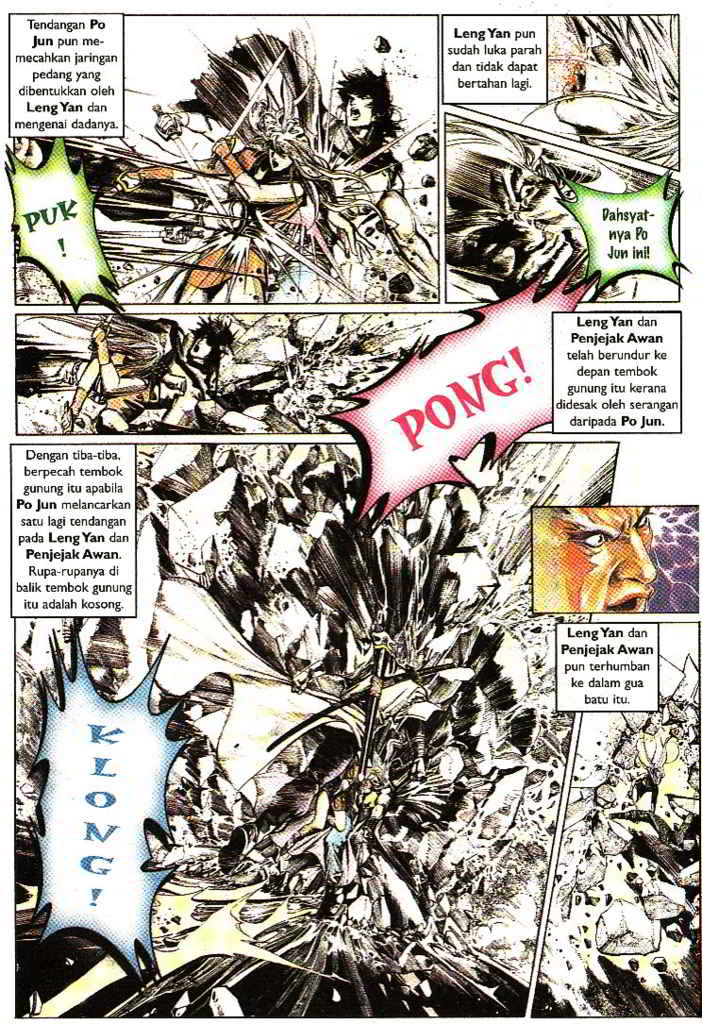 Tendangan Po
Jun pun me-
mecahkan jaringan
pedang yang
dibentukkan oleh
Leng Yan dan
mengenai dadanya.
PUK
!
Leng Yan pun
sudah luka parah
dan tidak dapat
bertahan lagi.
Dahsyat-
nya Po
Jun ini!
PONG!
Leng Yan dan
Penjejak Awan
telah berundur ke
depan tembok
gunung itu kerana
didesak oleh serangan
daripada Po Jun.
Dengan tiba-tiba,
berpecah tembok
gunung itu apabila
Po Jun melancarkan
satu lagi tendangan
pada Leng Yan dan
Penjejak Awan.
Rupa-rupanya di
balik tembok gunung
itu adalah kosong.
KLONG!
Leng Yan dan
Penjejak Awan
pun terhumban
ke dalam gua
batu itu.